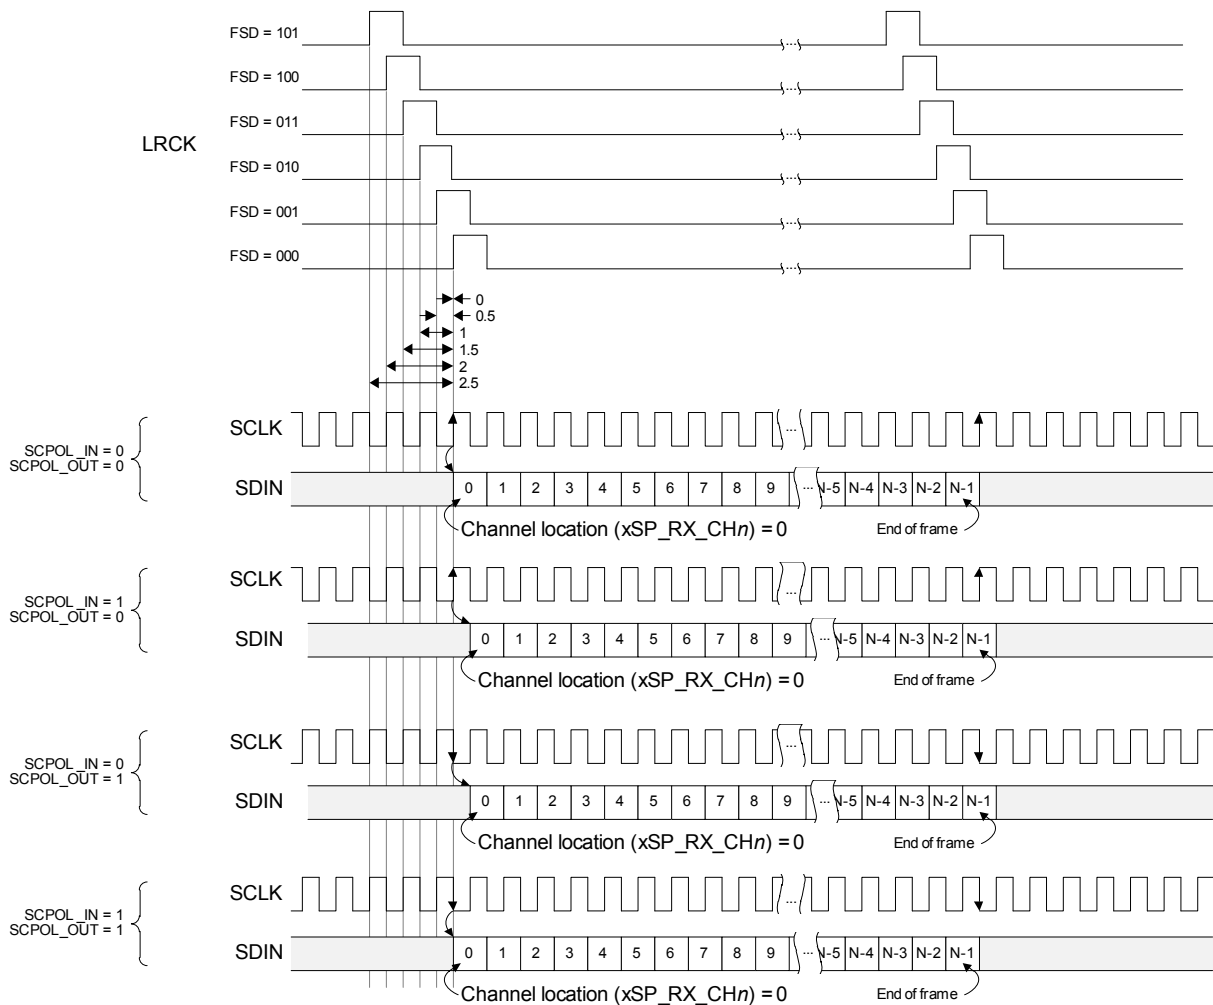 FSD = 101
FSD = 100
FSD = 011
LRCK
FSD = 010
FSD = 001
FSD = 000
0
0.5
1
1.5
2
2.5
SCPOL_IN = 0
SCPOL_OUT = 0
SCLK
...
SDIN
0 1 2 3 4 5 6 7 8 9 ... N-5 N-4 N-3 N-2 N-1
Channel location (xSP_RX_CHn) = 0
End of frame
SCPOL_IN = 1
SCPOL_OUT = 0
SCLK
...
SDIN
0 1 2 3 4 5 6 7 8 9 ... N-5 N-4 N-3 N-2 N-1
Channel location (xSP_RX_CHn) = 0
End of frame
SCPOL_IN = 0
SCPOL_OUT = 1
SCLK
...
SDIN
0 1 2 3 4 5 6 7 8 9 ... N-5 N-4 N-3 N-2 N-1
Channel location (xSP_RX_CHn) = 0
End of frame
SCPOL_IN = 1
SCPOL_OUT = 1
SCLK
...
SDIN
0 1 2 3 4 5 6 7 8 9 ... N-5 N-4 N-3 N-2 N-1
Channel location (xSP_RX_CHn) = 0
End of frame